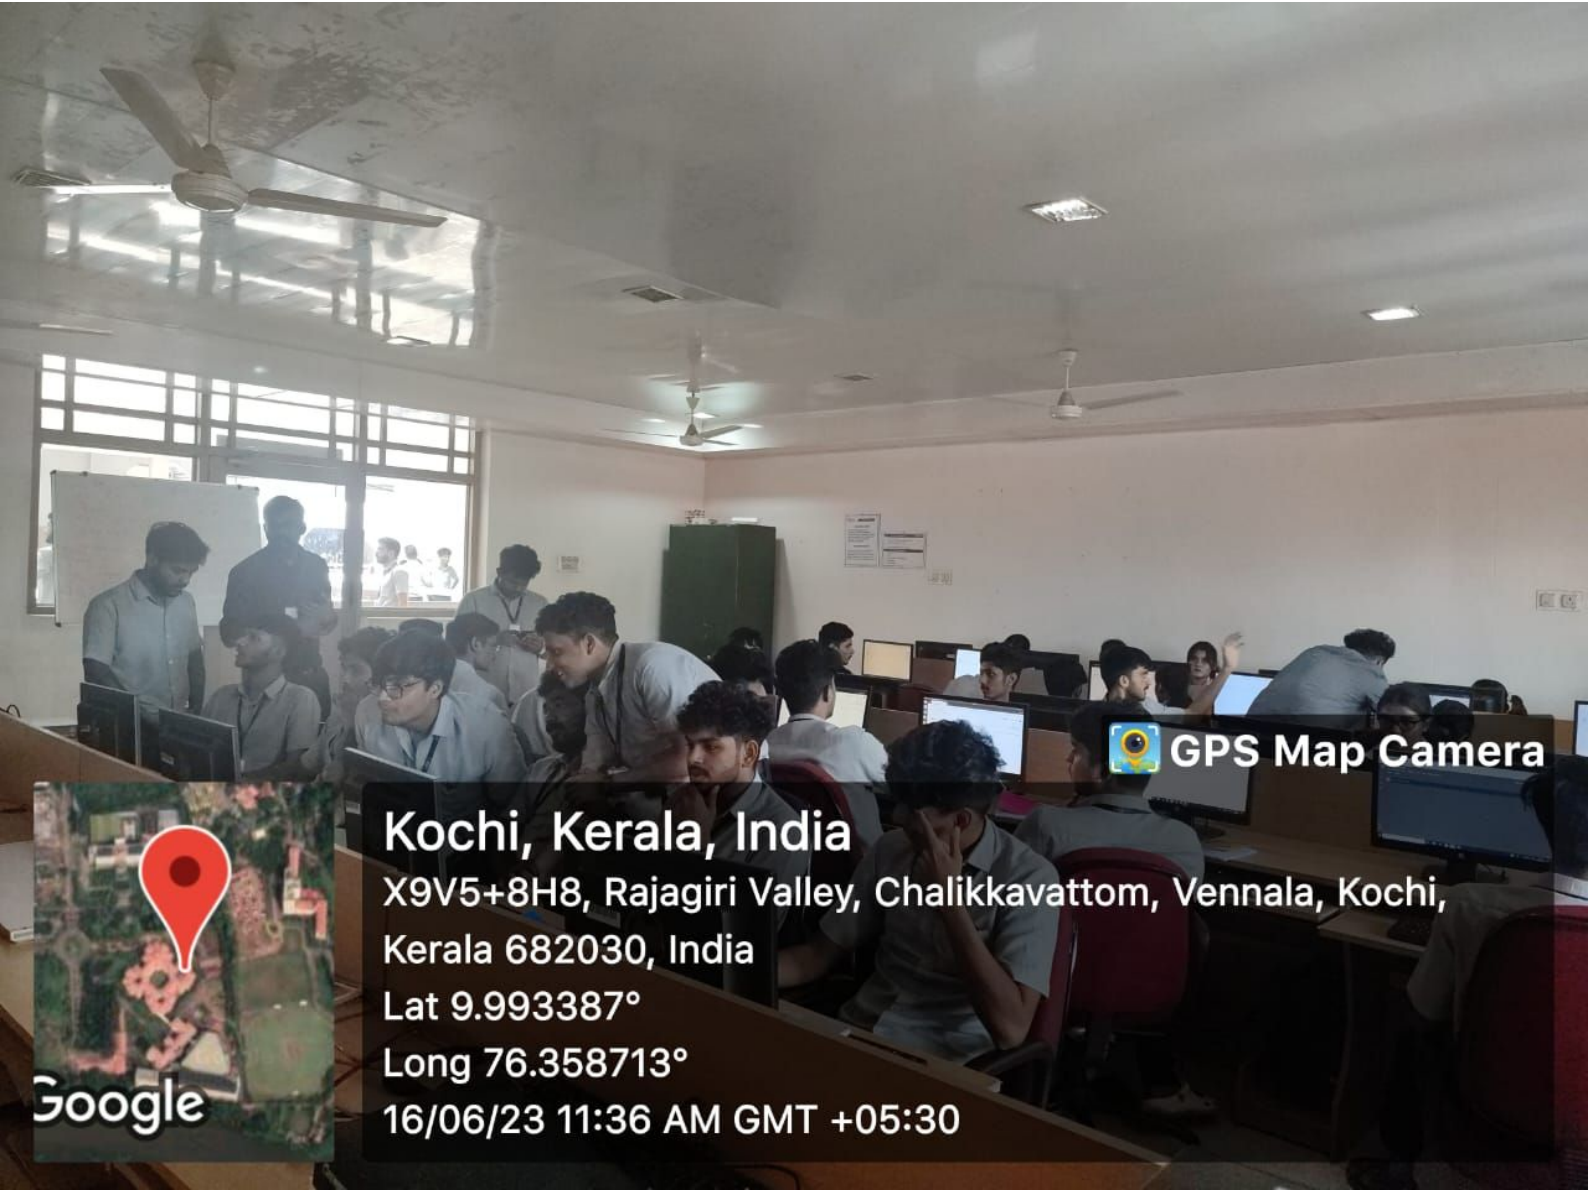 GPS Map Camera
Kochi, Kerala, India
X9V5+8H8, Rajagiri Valley, Chalikkavattom, Vennala, Kochi,
Kerala 682030, India
Lat 9.993387°
Long 76.358713°
16/06/23 11:36 AM GMT +05:30
Google